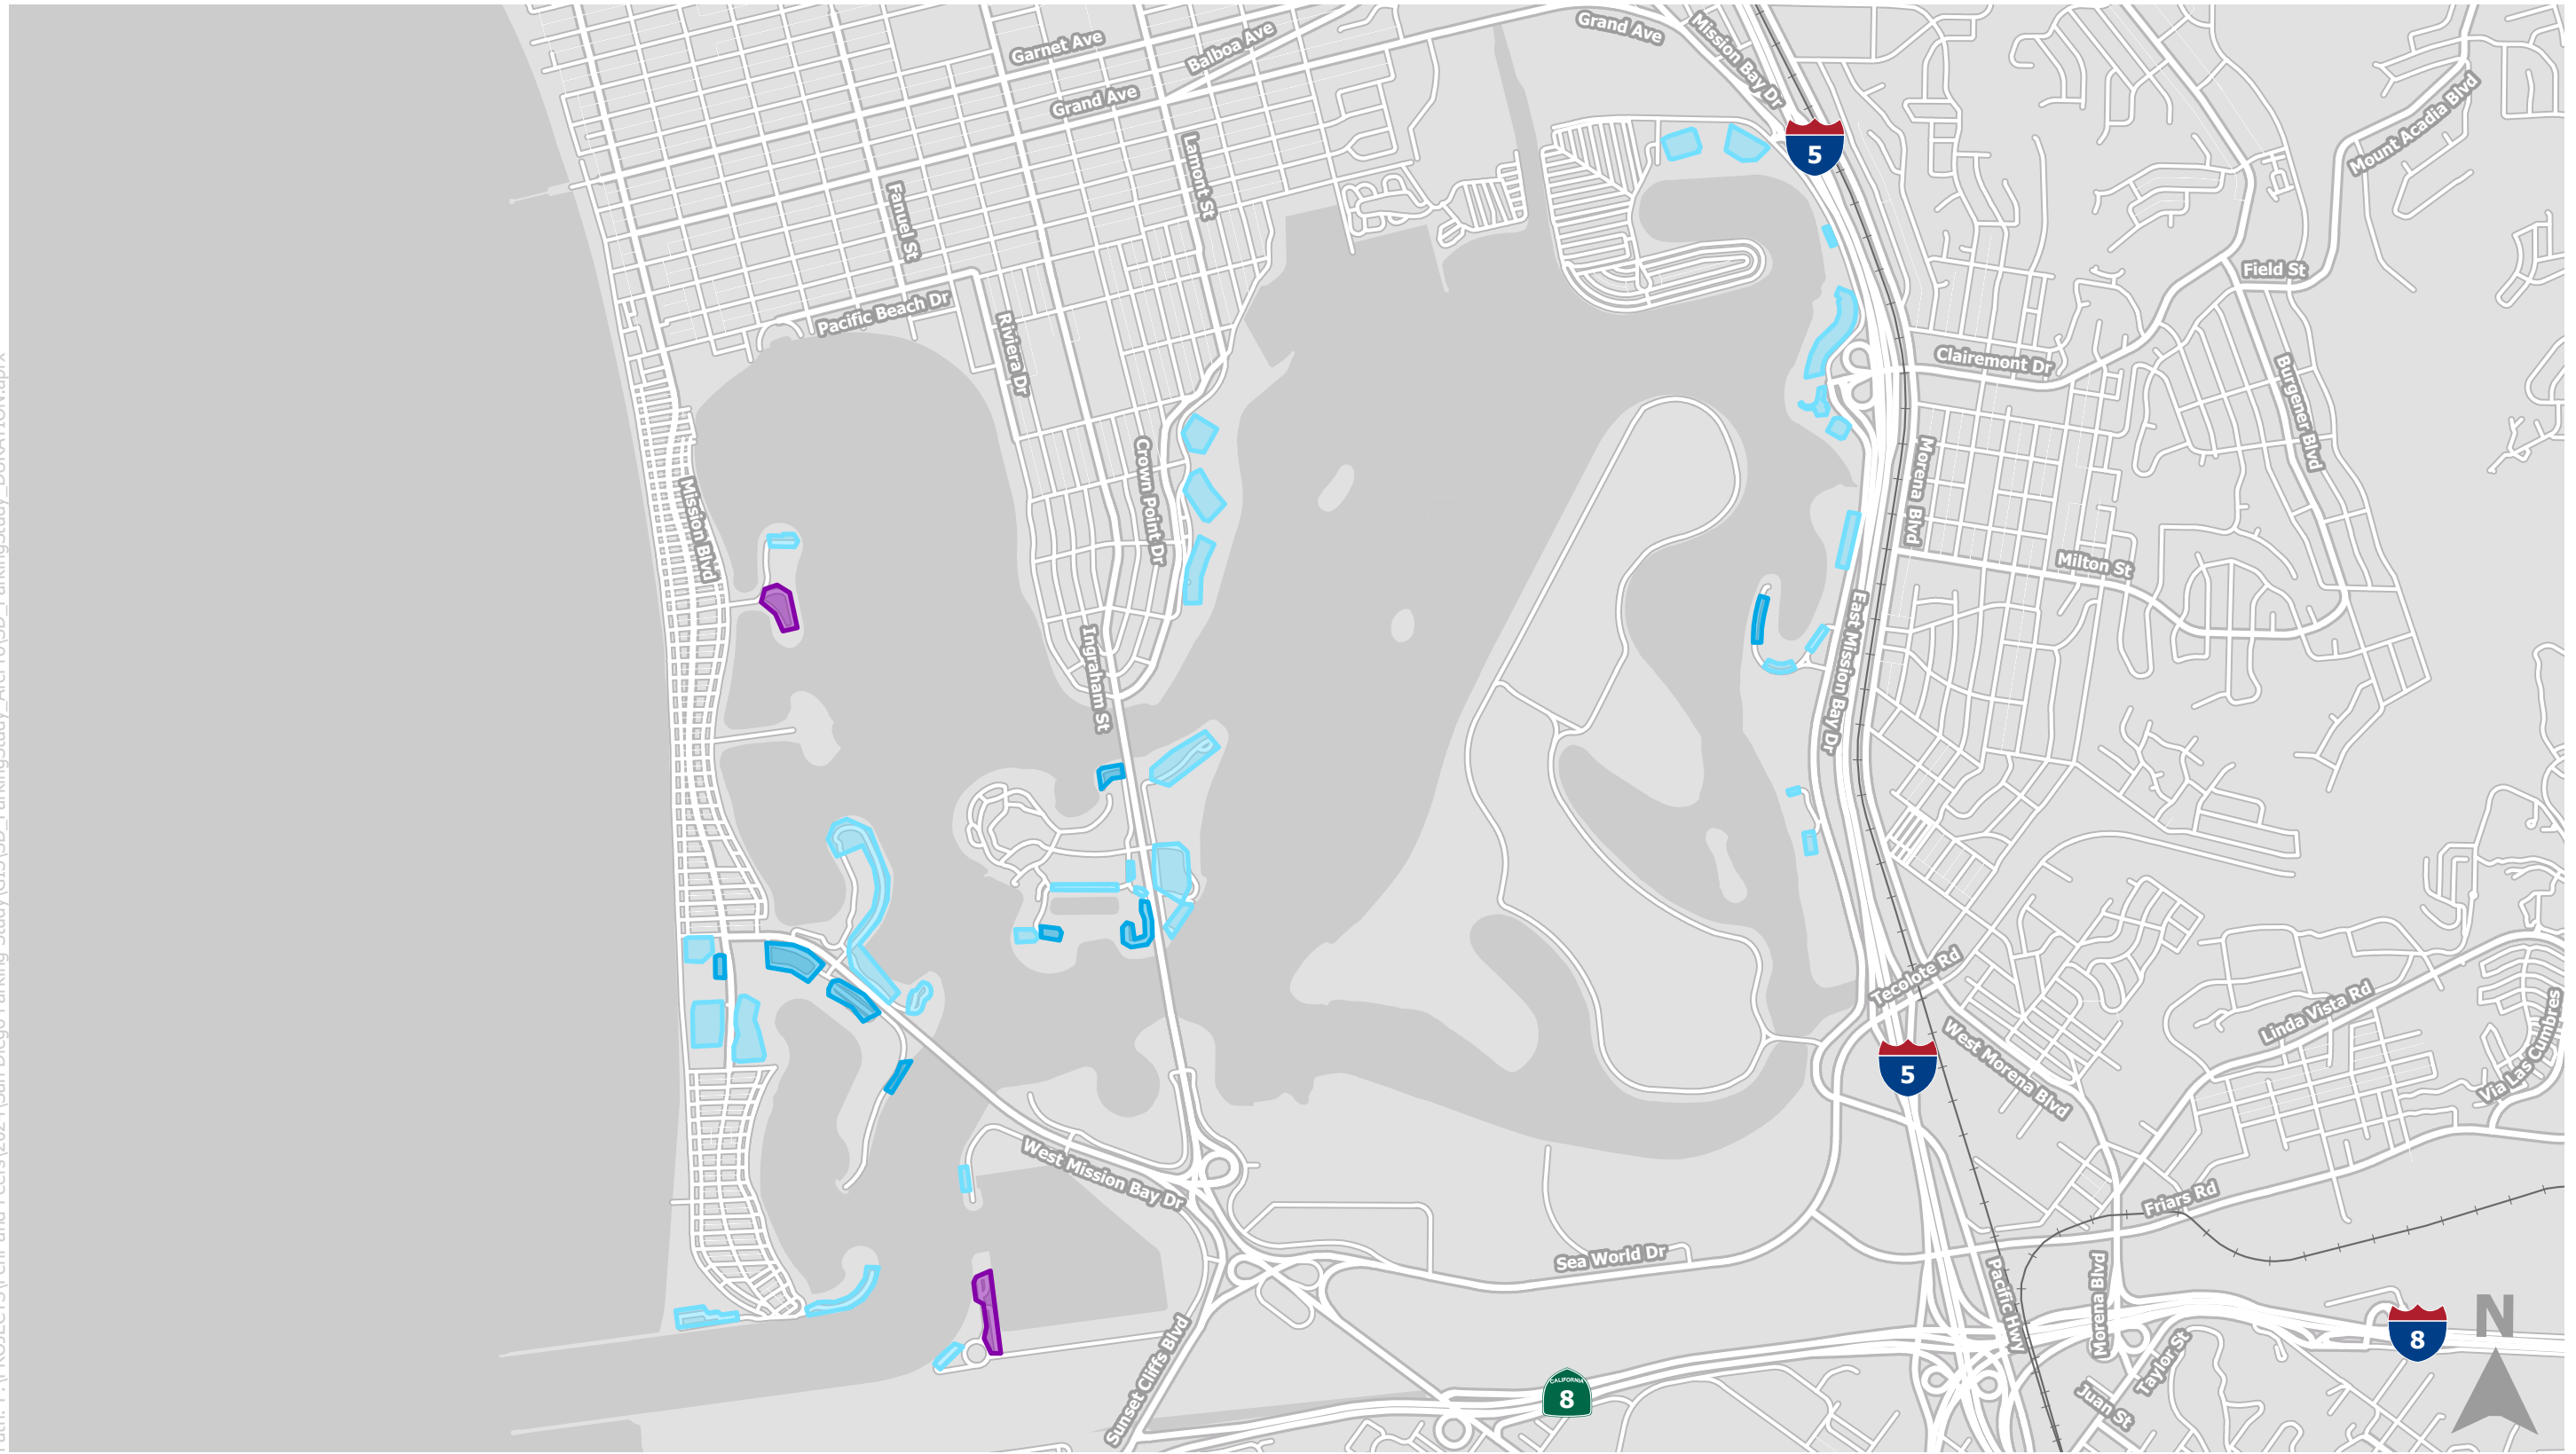 Grand Ave
Mission Bay Dr
Garnet Ave
Balboa Ave
Grand Ave
Mount Acadia Blvd
5
Lamont St
Fanuel St
Field St
Pacific Beach Dr
Riviera Dr
Clairemont Dr
Burgener Blvd
Crown Point Dr
Morena Blvd
Mission Blvd
Milton St
Ingraham St
East Mission Bay Dr
Tecolote Rd
Linda Vista Rd
Via Las Cumbres
West Morena Blvd
5
West Mission Bay Dr
Friars Rd
Sea World Dr
Pacific Hwy
Morena Blvd
N
8
Sunset Cliffs Blvd
Taylor St
CALIFORNIA
8
Juan St